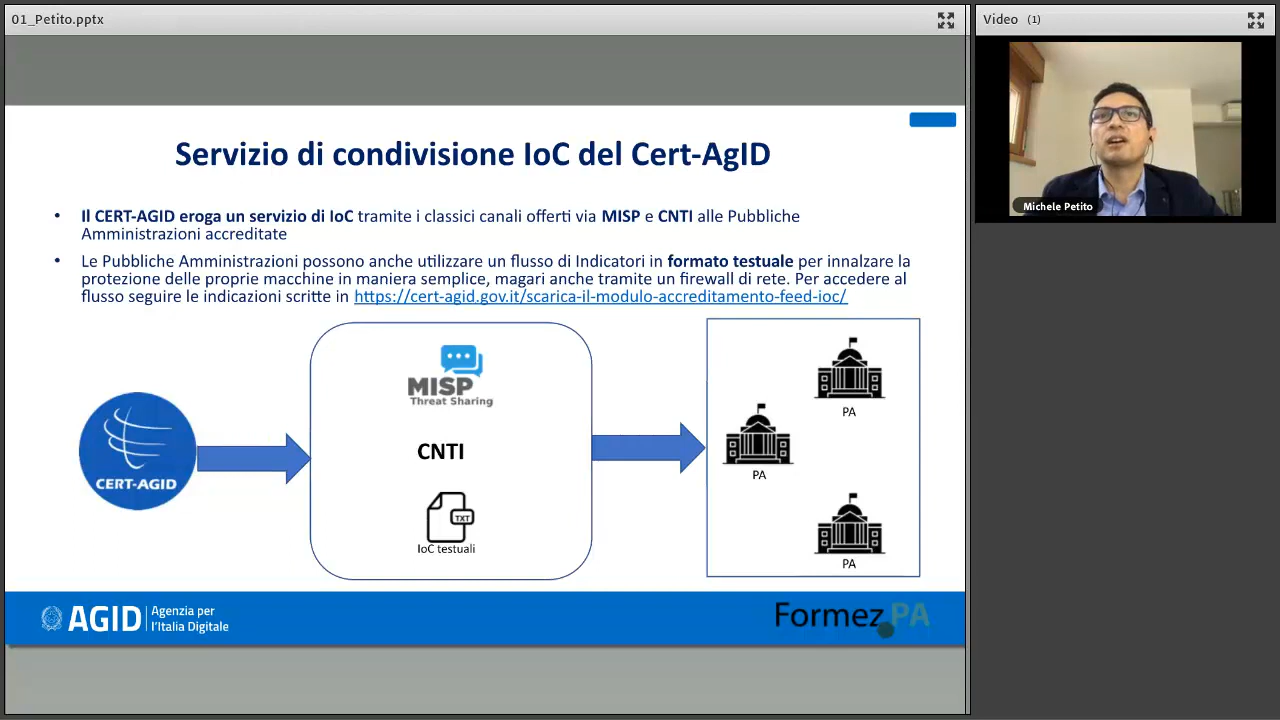 01_Petito.pptx
Video (1)
Servizio di condivisione IoC del Cert-AgID
• Il CERT-AGID eroga un servizio di IoC tramite i classici canali offerti via MISP e CNTI alle Pubbliche
Amministrazioni accreditate
• Le Pubbliche Amministrazioni possono anche utilizzare un flusso di Indicatori in formato testuale per innalzare la
protezione delle proprie macchine in maniera semplice, magari anche tramite un firewall di rete. Per accedere al
flusso seguire le indicazioni scritte in https://cert-agid.gov.it/scarica-il-modulo-accreditamento-feed-ioc/
CERT-AGID
MISP
Threat Sharing
CNTI
TXT
IoC testuali
PA
PA
PA
AGID
Agenzia per
l'Italia Digitale
Formez PA
Michele Petito